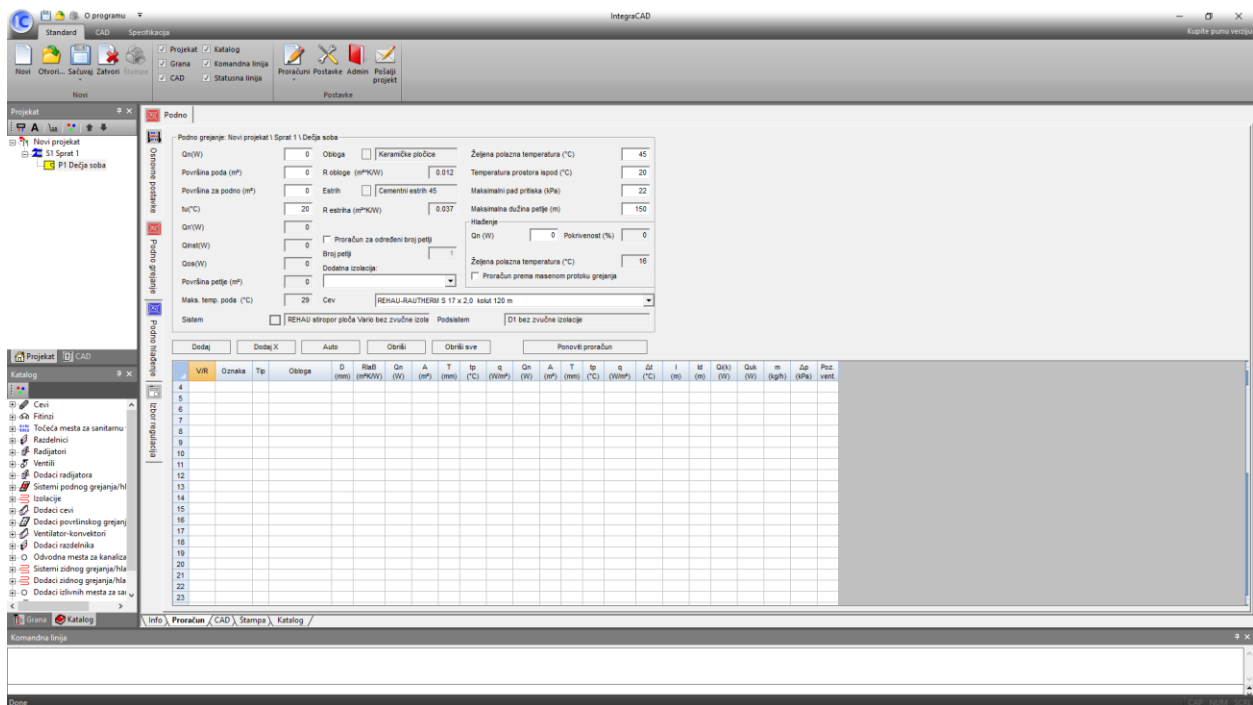 O programu
IntegraCAD
Standard CAD Specifikacija
Kupite punu verziju
Projekat Katalog
Grana Komandna linija
CAD Statusna linija
Novi Otvori... Sačuvaj Zatvori Štampa
Proračuni Postavke Admin Pošalji projekt
Novi
Postavke
Projekat
Novi projekat
S1 Sprat 1
P1 Dečja soba
Projekat CAD
Katalog
Cevi
Fitinzi
Točeća mesta za sanitarnu
Razdelnici
Radijatori
Ventili
Dodaci radijatora
Sistemi podnog grejanja/hl
Izolacije
Dodaci cevi
Dodaci površinskog grejanj
Ventilator-konvektori
Dodaci razdelnika
Odvodna mesta za kanaliza
Sistemi zidnog grejanja/hla
Dodaci zidnog grejanja/hla
Dodaci izlivnih mesta za sa
Grana Katalog
Podno
Osnovne postavke
Podno grejanje
Podno hlađenje
Izbor regulacija
Podno grejanje: Novi projekat \ Sprat 1 \ Dečja soba
Qn(W) 0 Obloga Keramičke pločice Željena polazna temperatura (°C) 45
Površina poda (m²) 0 R obloge (m²*K/W) 0.012 Temperatura prostora ispod (°C) 20
Površina za podno (m²) 0 Estrih Cementni estrih 45 Maksimalni pad pritiska (kPa) 22
tu(°C) 20 R estriha (m²*K/W) 0.037 Maksimalna dužina petlje (m) 150
Qn'(W) 0
Hlađenje
Qn (W) 0 Pokrivenost (%) 0
Qinst(W) 0 Proračun za određeni broj petlji
Broj petlji 1
Qos(W) 0 Dodatna izolacija:
Željena polazna temperatura (°C) 16
Površina petlje (m²) 0
Proračun prema masenom protoku grejanja
Maks. temp. poda (°C) 29 Cev REHAU-RAUTHERM S 17 x 2,0 kolut 120 m
Sistem REHAU stiropor ploča Vario bez zvučne izola Podsistem D1 bez zvučne izolacije
Dodaj Dodaj X Auto Obriši Obriši sve Ponoviti proračun
V/R Oznaka Tip Obloga D (mm) RlaB (m²K/W) Qn (W) A (m²) T (mm) tp (°C) q (W/m²) Qn (W) A (m²) T (mm) tp (°C) q (W/m²) Δt (°C) l (m) ld (m) Qi(k) (W) Quk (W) m (kg/h) Δp (kPa) Poz. vent.
4
5
6
7
8
9
10
11
12
13
14
15
16
17
18
19
20
21
22
23
Info Proračun CAD Štampa Katalog
Komandna linija
Done
CAP NUM SCRL